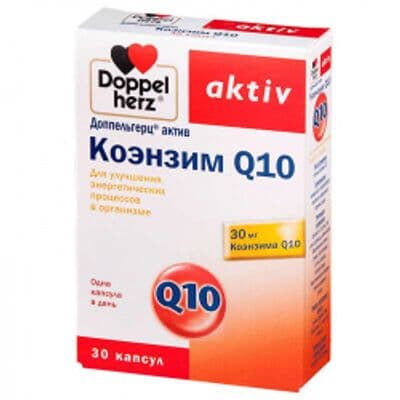 Doppel
herz®
aktiv
Доппельгерц® актив
Коэнзим Q10
Для улучшения
энергетических
процессов
в организме
30 мг
Коэнзима Q10
Одна
капсула
в день
Q10
30 капсул